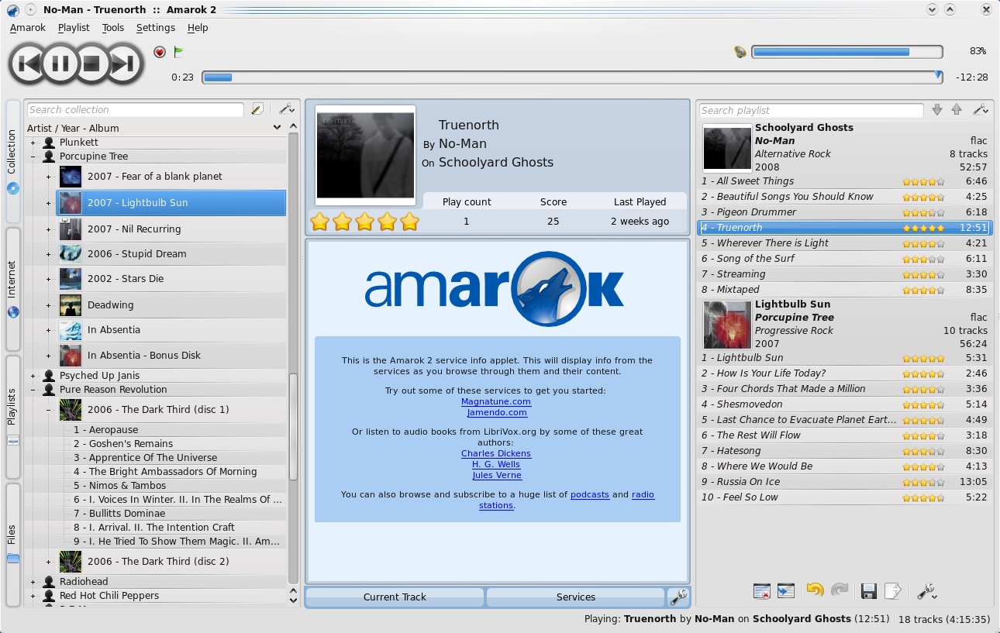 No-Man - Truenorth :: Amarok 2
Amarok Playlist Tools Settings Help
83%
0:23
-12:28
Collection
Internet
Playlists
Files
Search collection
Artist / Year - Album
Plunkett
Porcupine Tree
2007 - Fear of a blank planet
2007 - Lightbulb Sun
2007 - Nil Recurring
2006 - Stupid Dream
2002 - Stars Die
Deadwing
In Absentia
In Absentia - Bonus Disk
Psyched Up Janis
Pure Reason Revolution
2006 - The Dark Third (disc 1)
1 - Aeropause
2 - Goshen's Remains
3 - Apprentice Of The Universe
4 - The Bright Ambassadors Of Morning
5 - Nimos & Tambos
6 - I. Voices In Winter. II. In The Realms Of ...
7 - Bullitts Dominae
8 - I. Arrival. II. The Intention Craft
9 - I. He Tried To Show Them Magic. II. Am...
2006 - The Dark Third (disc 2)
Radiohead
Red Hot Chili Peppers
no-man
Truenorth
By No-Man
On Schoolyard Ghosts
Play count Score Last Played
1 25 2 weeks ago
amarok
This is the Amarok 2 service info applet. This will display info from the
services as you browse through them and their content.
Try out some of these services to get you started:
Magnatune.com
Jamendo.com
Or listen to audio books from LibriVox.org by some of these great
authors:
Charles Dickens
H. G. Wells
Jules Verne
You can also browse and subscribe to a huge list of podcasts and radio
stations.
Current Track
Services
Search playlist
Schoolyard Ghosts
No-Man flac
Alternative Rock 8 tracks
2008 52:57
1 - All Sweet Things 6:46
2 - Beautiful Songs You Should Know 4:25
3 - Pigeon Drummer 6:18
4 - Truenorth 12:51
5 - Wherever There is Light 4:21
6 - Song of the Surf 6:11
7 - Streaming 3:30
8 - Mixtaped 8:35
Lightbulb Sun
Porcupine Tree flac
Progressive Rock 10 tracks
2007 56:24
1 - Lightbulb Sun 5:31
2 - How Is Your Life Today? 2:46
3 - Four Chords That Made a Million 3:36
4 - Shesmovedon 5:14
5 - Last Chance to Evacuate Planet Eart... 4:49
6 - The Rest Will Flow 3:18
7 - Hatesong 8:30
8 - Where We Would Be 4:13
9 - Russia On Ice 13:05
10 - Feel So Low 5:22
Playing: Truenorth by No-Man on Schoolyard Ghosts (12:51)
18 tracks (4:15:35)